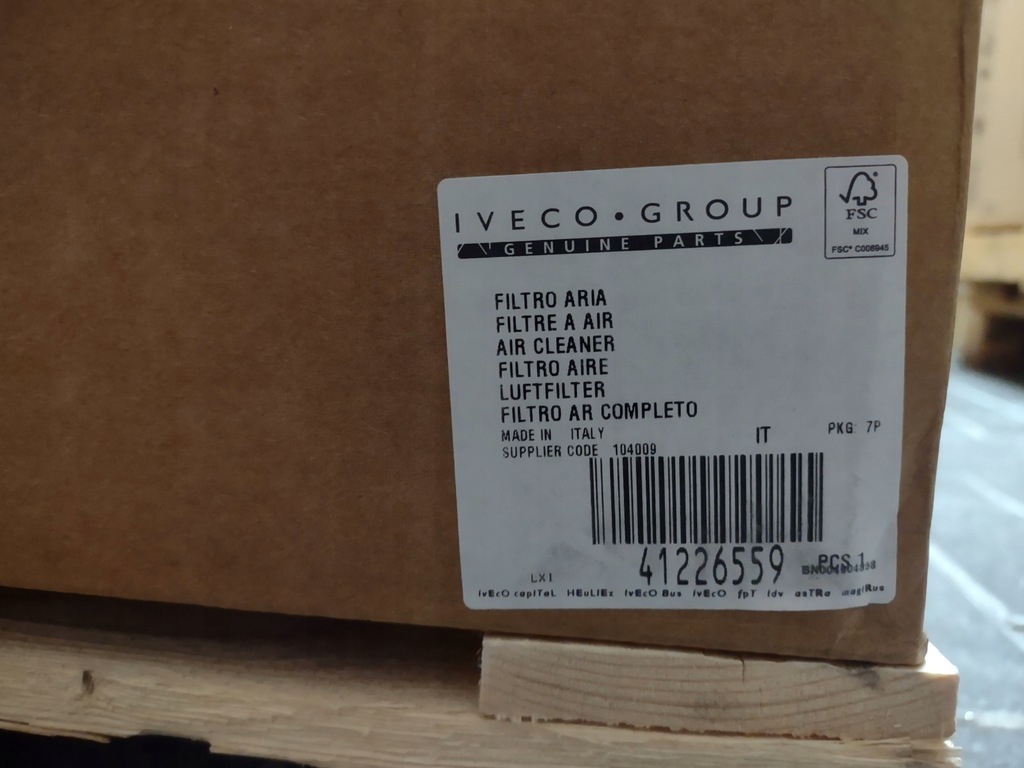 IVECO • GROUP
GENUINE PARTS
FSC
MIX
FSC® C008945
FILTRO ARIA
FILTRE A AIR
AIR CLEANER
FILTRO AIRE
LUFTFILTER
FILTRO AR COMPLETO
MADE IN ITALY
IT
PKG: 7P
SUPPLIER CODE 104009
41226559
PCS 1
LXI
IVECO CAPITAL HEULIEZ IVECO BUS IVECO FPT IDV ASTRA MAGIRUS